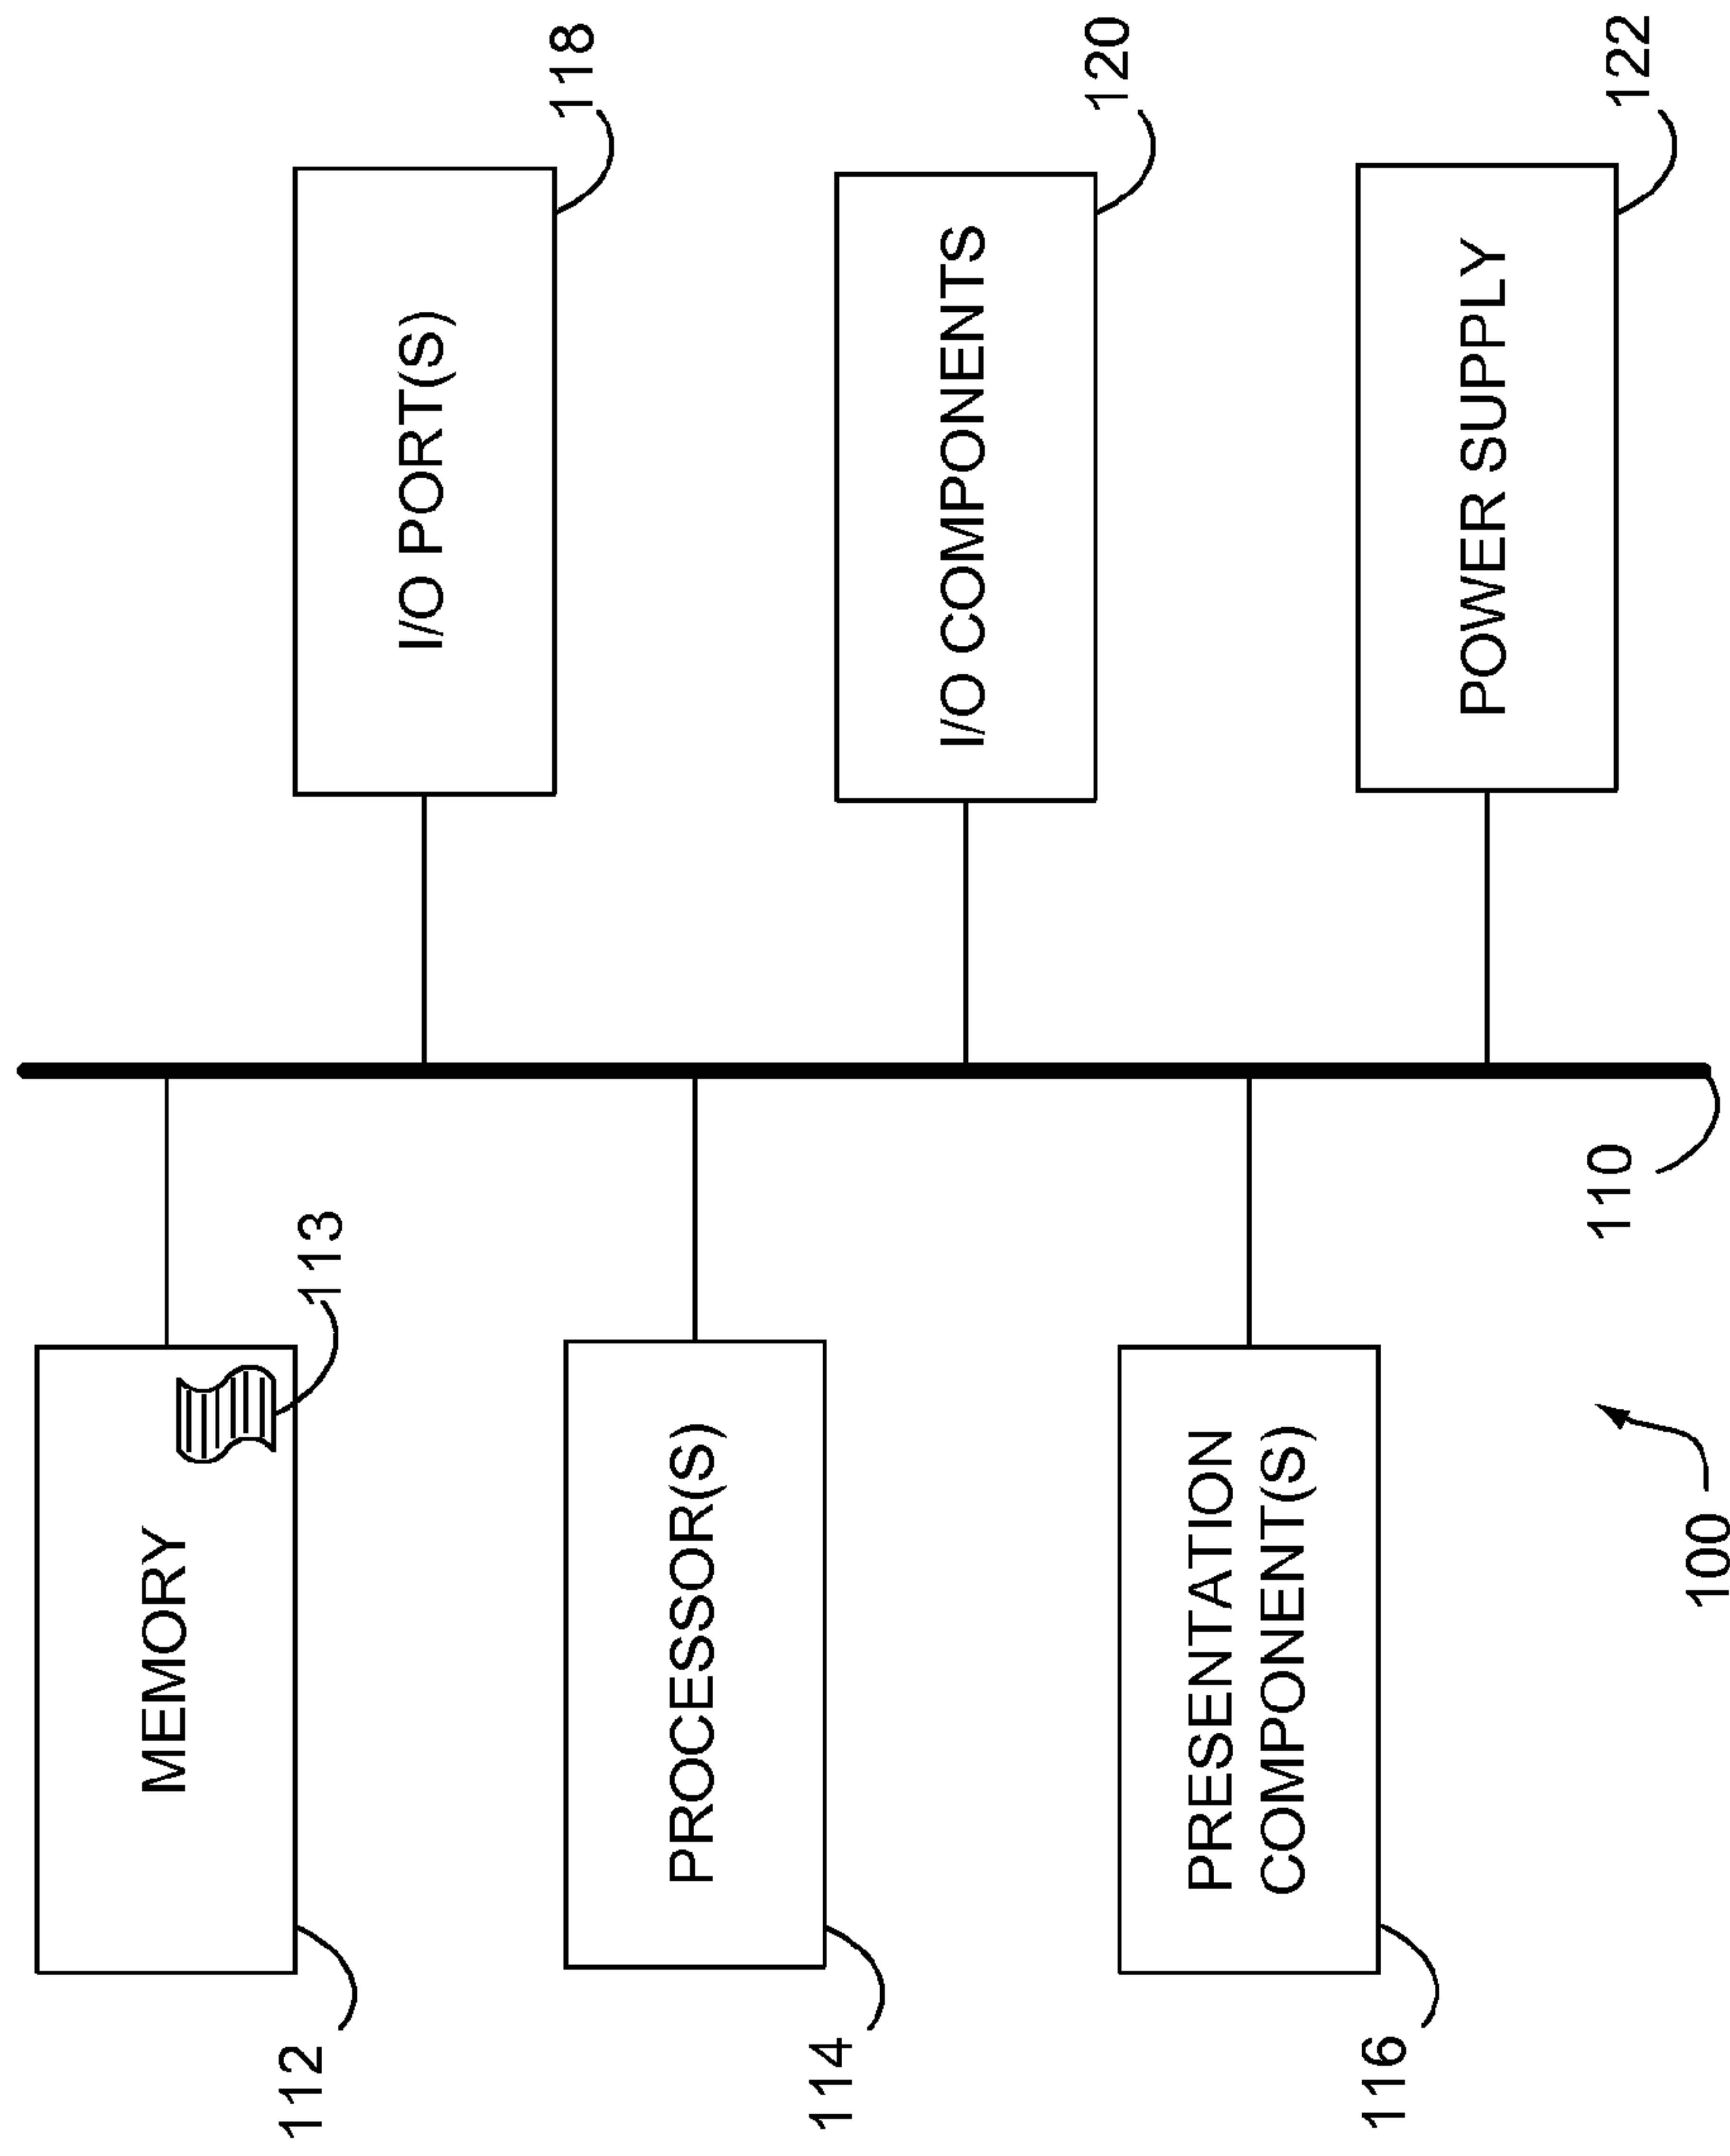 MEMORY
113
112
PROCESSOR(S)
114
PRESENTATION
COMPONENT(S)
116
I/O PORT(S)
118
I/O COMPONENTS
120
POWER SUPPLY
122
110
100